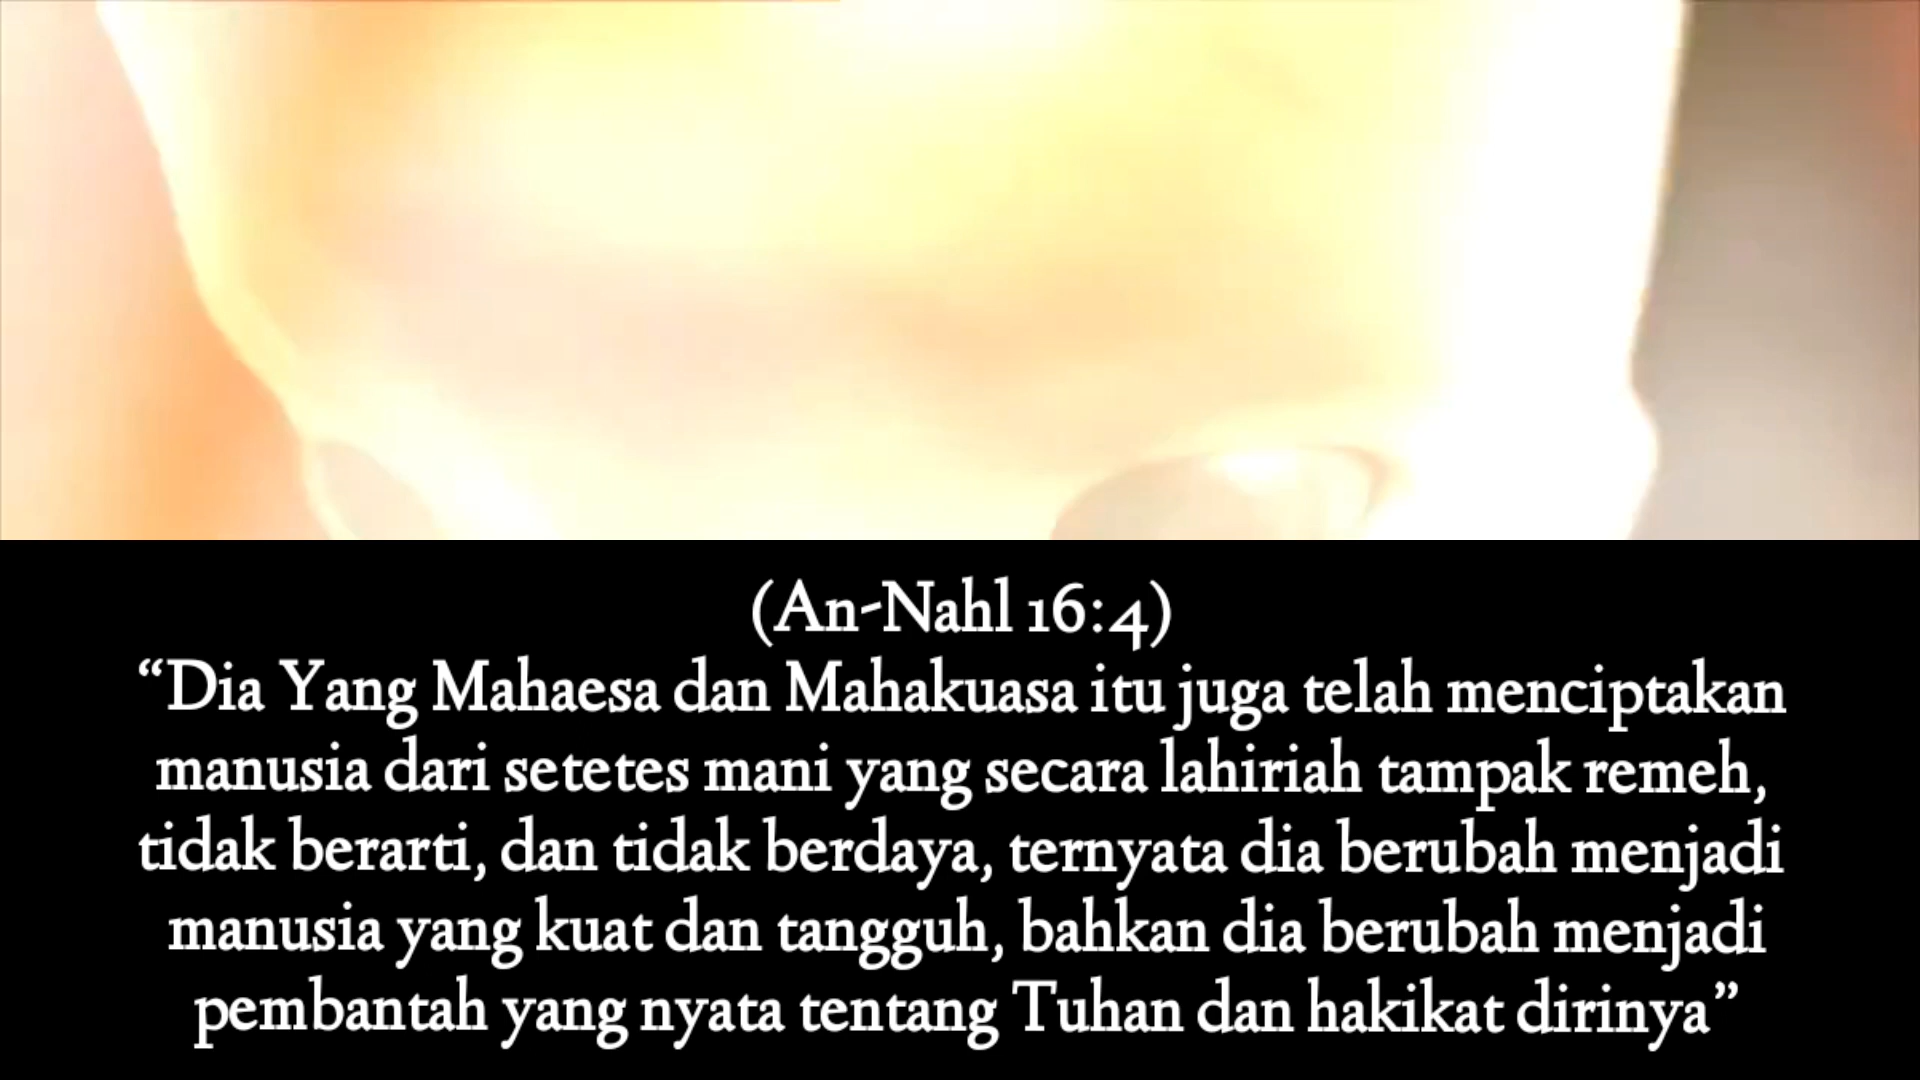 (An-Nahl 16:4)
“Dia Yang Mahaesa dan Mahakuasa itu juga telah menciptakan
manusia dari setetes mani yang secara lahiriah tampak remeh,
tidak berarti, dan tidak berdaya, ternyata dia berubah menjadi
manusia yang kuat dan tangguh, bahkan dia berubah menjadi
pembantah yang nyata tentang Tuhan dan hakikat dirinya”